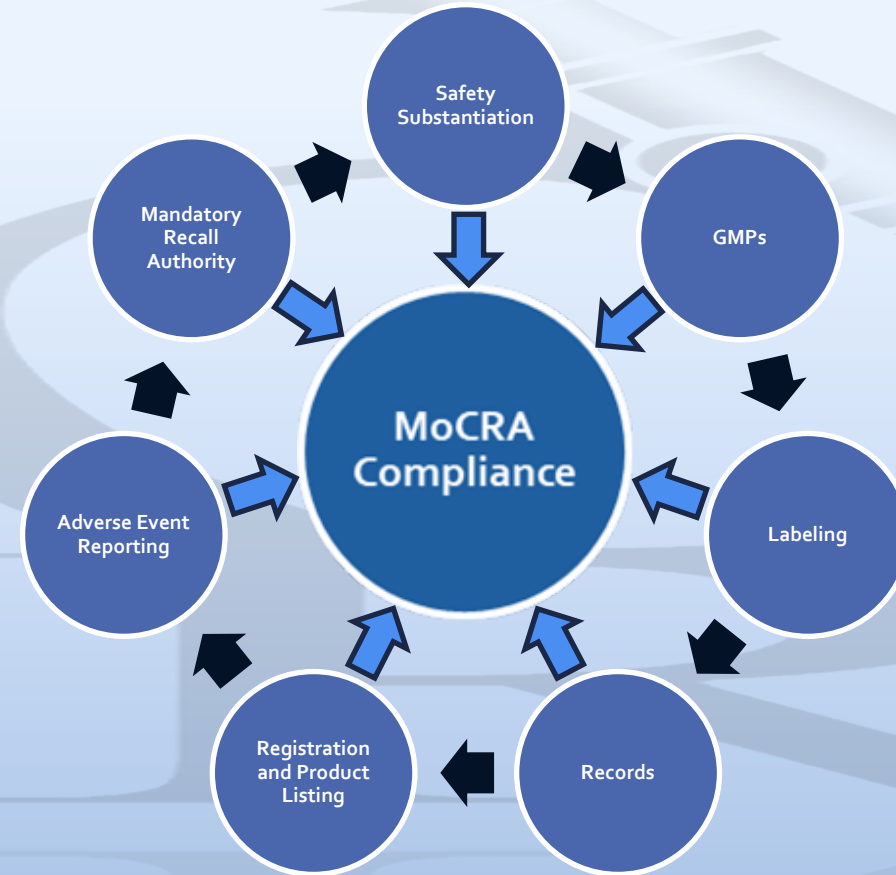 Safety
Substantiation
GMPs
Labeling
Records
Registration
and Product
Listing
Adverse Event
Reporting
Mandatory
Recall
Authority
MoCRA
Compliance